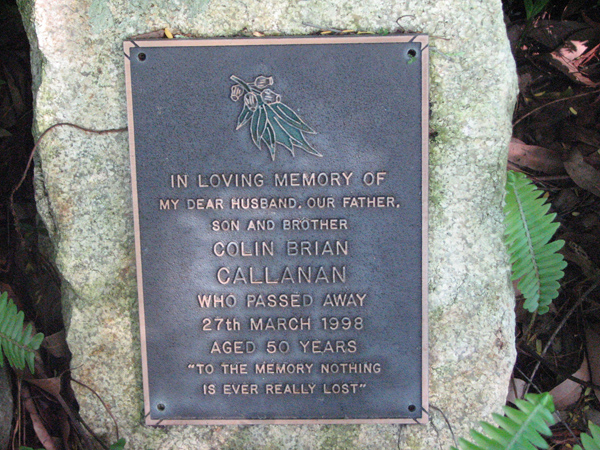 IN LOVING MEMORY OF
MY DEAR HUSBAND, OUR FATHER,
SON AND BROTHER
COLIN BRIAN
CALLANAN
WHO PASSED AWAY
27th MARCH 1998
AGED 50 YEARS
"TO THE MEMORY NOTHING
IS EVER REALLY LOST"